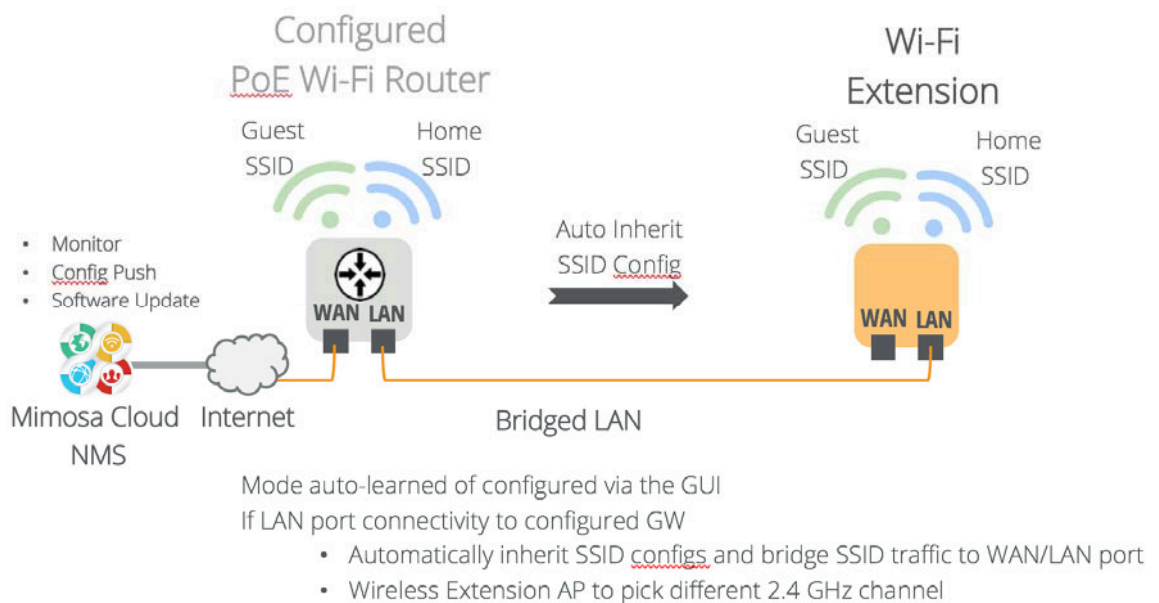 Configured
PoE Wi-Fi Router
Guest
SSID
Home
SSID
Wi-Fi
Extension
Guest
SSID
Home
SSID
• Monitor
• Config Push
• Software Update
Auto Inherit
SSID Config
WAN LAN
WAN LAN
Mimosa Cloud
NMS
Internet
Bridged LAN
Mode auto-learned of configured via the GUI
If LAN port connectivity to configured GW
• Automatically inherit SSID configs and bridge SSID traffic to WAN/LAN port
• Wireless Extension AP to pick different 2.4 GHz channel